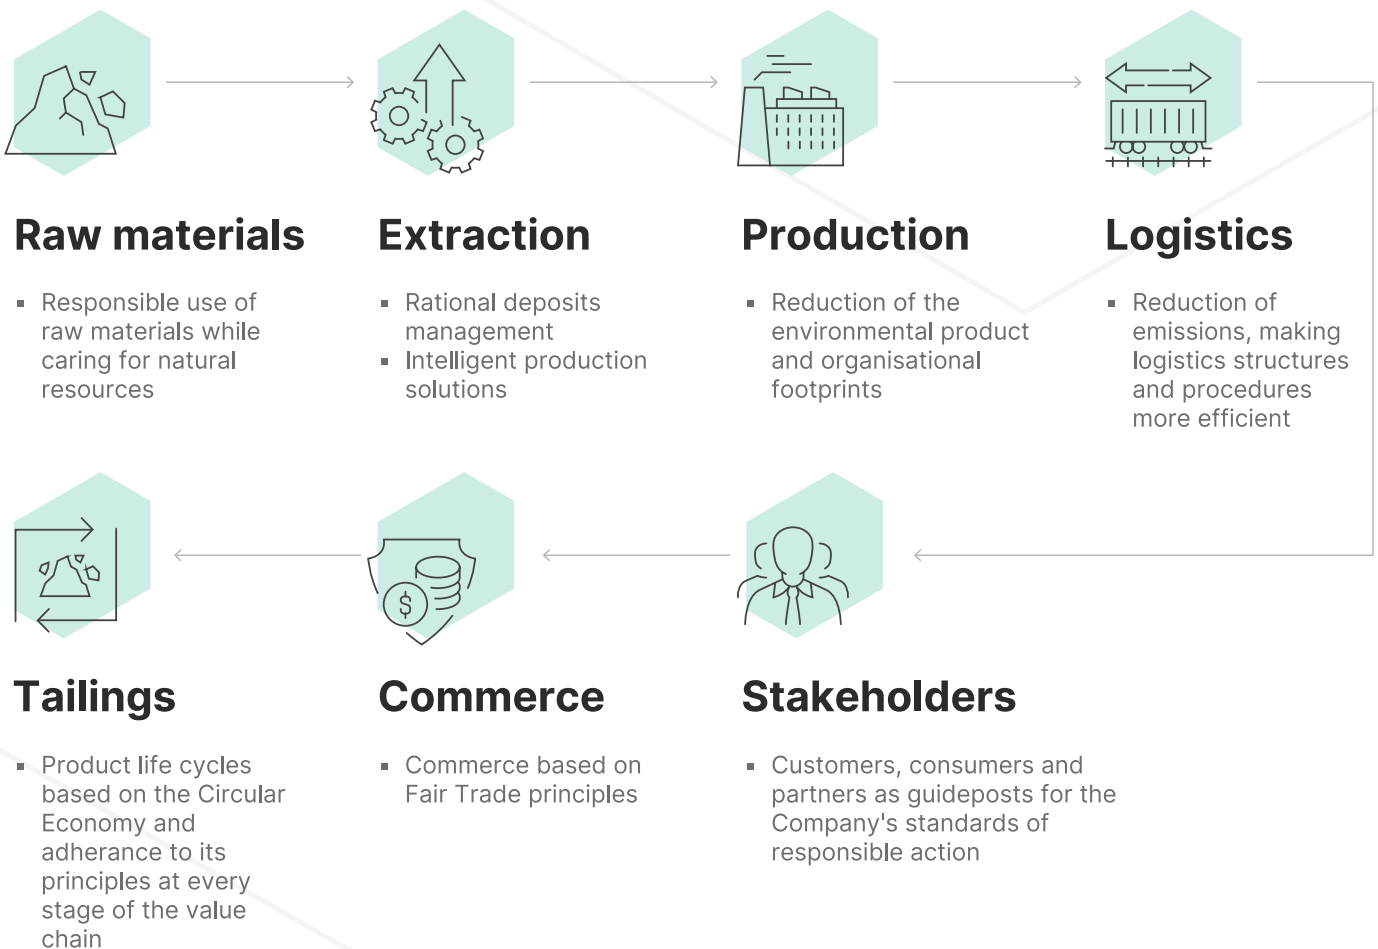 Raw materials
▪ Responsible use of
raw materials while
caring for natural
resources
Extraction
▪ Rational deposits
management
▪ Intelligent production
solutions
Production
▪ Reduction of the
environmental product
and organisational
footprints
Logistics
▪ Reduction of
emissions, making
logistics structures
and procedures
more efficient
$
Tailings
▪ Product life cycles
based on the Circular
Economy and
adherance to its
principles at every
stage of the value
chain
Commerce
▪ Commerce based on
Fair Trade principles
Stakeholders
▪ Customers, consumers and
partners as guideposts for the
Company's standards of
responsible action